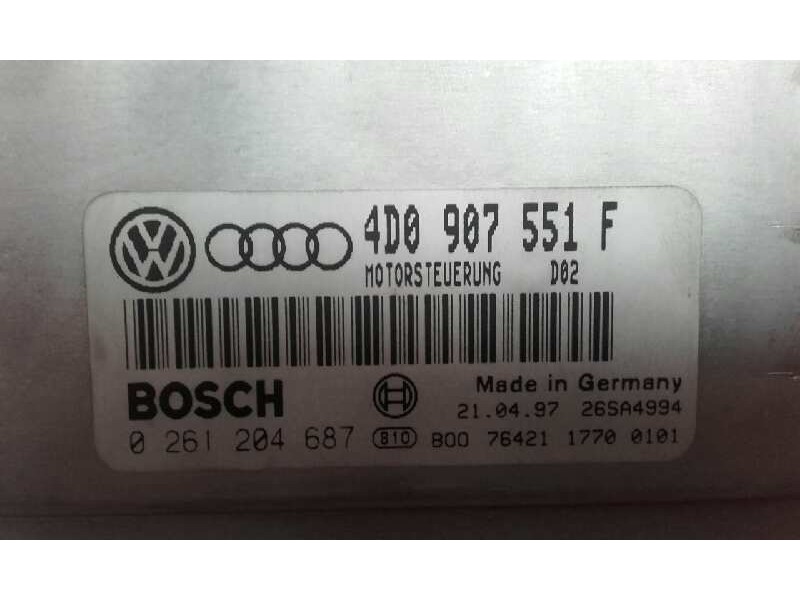 4D0 907 551 F
MOTORSTEUERUNG D02
BOSCH
Made in Germany
21.04.97 26SA4994
0 261 204 687 810 B00 76421 1770 0101